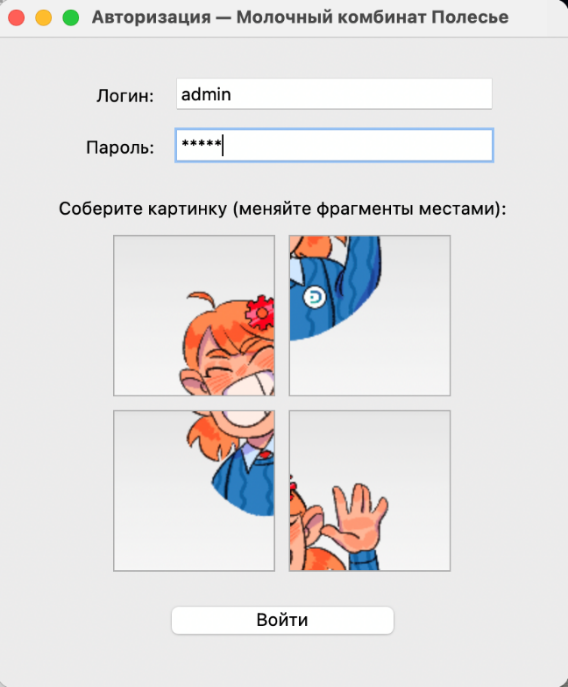 Авторизация — Молочный комбинат Полесье
Логин: admin
Пароль: *****
Соберите картинку (меняйте фрагменты местами):
Войти